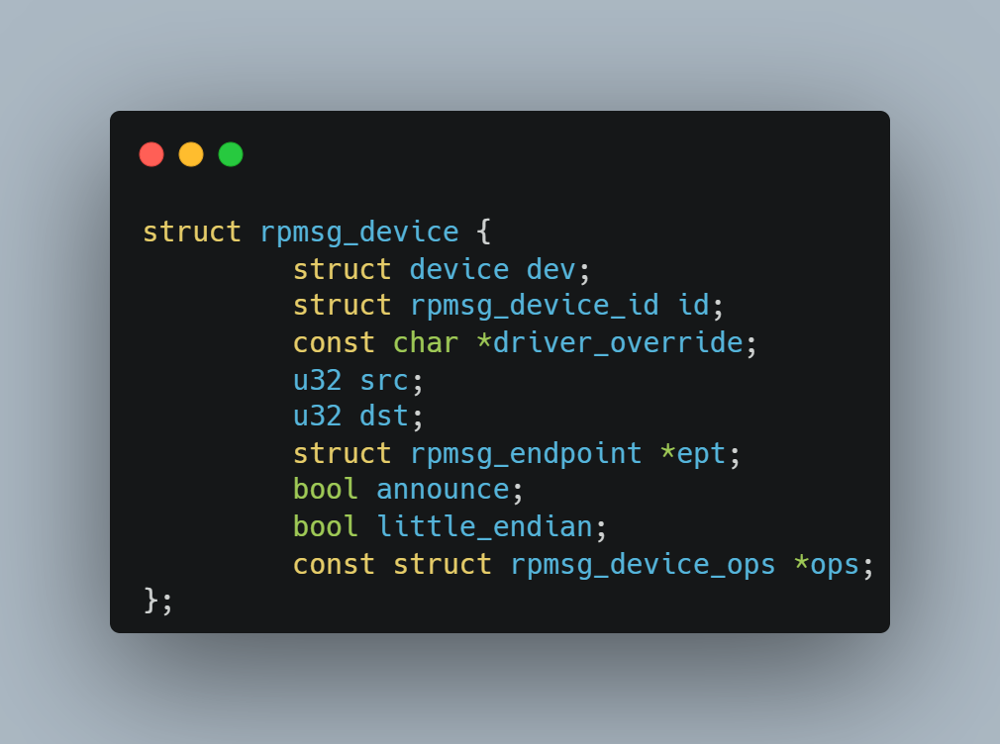 struct rpmsg_device {
         struct device dev;
         struct rpmsg_device_id id;
         const char *driver_override;
         u32 src;
         u32 dst;
         struct rpmsg_endpoint *ept;
         bool announce;
         bool little_endian;
         const struct rpmsg_device_ops *ops;
};